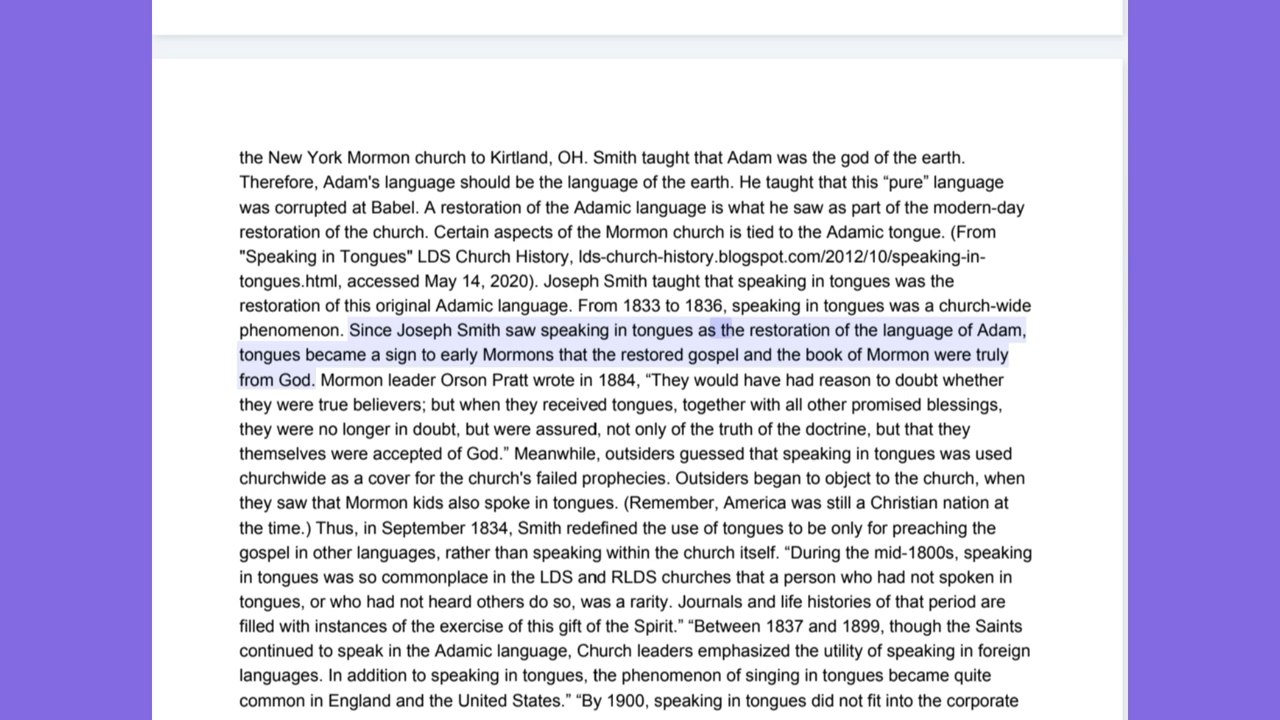 the New York Mormon church to Kirtland, OH. Smith taught that Adam was the god of the earth.
Therefore, Adam's language should be the language of the earth. He taught that this “pure” language
was corrupted at Babel. A restoration of the Adamic language is what he saw as part of the modern-day
restoration of the church. Certain aspects of the Mormon church is tied to the Adamic tongue. (From
"Speaking in Tongues" LDS Church History, lds-church-history.blogspot.com/2012/10/speaking-in-
tongues.html, accessed May 14, 2020). Joseph Smith taught that speaking in tongues was the
restoration of this original Adamic language. From 1833 to 1836, speaking in tongues was a church-wide
phenomenon. Since Joseph Smith saw speaking in tongues as the restoration of the language of Adam,
tongues became a sign to early Mormons that the restored gospel and the book of Mormon were truly
from God. Mormon leader Orson Pratt wrote in 1884, “They would have had reason to doubt whether
they were true believers; but when they received tongues, together with all other promised blessings,
they were no longer in doubt, but were assured, not only of the truth of the doctrine, but that they
themselves were accepted of God.” Meanwhile, outsiders guessed that speaking in tongues was used
churchwide as a cover for the church's failed prophecies. Outsiders began to object to the church, when
they saw that Mormon kids also spoke in tongues. (Remember, America was still a Christian nation at
the time.) Thus, in September 1834, Smith redefined the use of tongues to be only for preaching the
gospel in other languages, rather than speaking within the church itself. “During the mid-1800s, speaking
in tongues was so commonplace in the LDS and RLDS churches that a person who had not spoken in
tongues, or who had not heard others do so, was a rarity. Journals and life histories of that period are
filled with instances of the exercise of this gift of the Spirit.” “Between 1837 and 1899, though the Saints
continued to speak in the Adamic language, Church leaders emphasized the utility of speaking in foreign
languages. In addition to speaking in tongues, the phenomenon of singing in tongues became quite
common in England and the United States.” “By 1900, speaking in tongues did not fit into the corporate